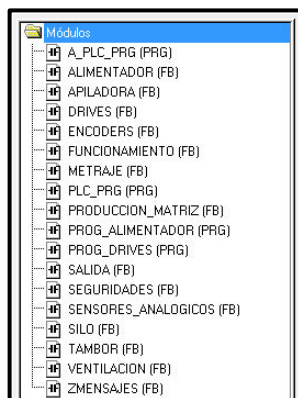 Módulos
A_PLC_PRG (PRG)
ALIMENTADOR (FB)
APILADORA (FB)
DRIVES (FB)
ENCODERS (FB)
FUNCIONAMIENTO (FB)
METRAJE (FB)
PLC_PRG (PRG)
PRODUCCION_MATRIZ (FB)
PROG_ALIMENTADOR (PRG)
PROG_DRIVES (PRG)
SALIDA (FB)
SEGURIDADES (FB)
SENSORES_ANALOGICOS (FB)
SILO (FB)
TAMBOR (FB)
VENTILACION (FB)
ZMENSAJES (FB)